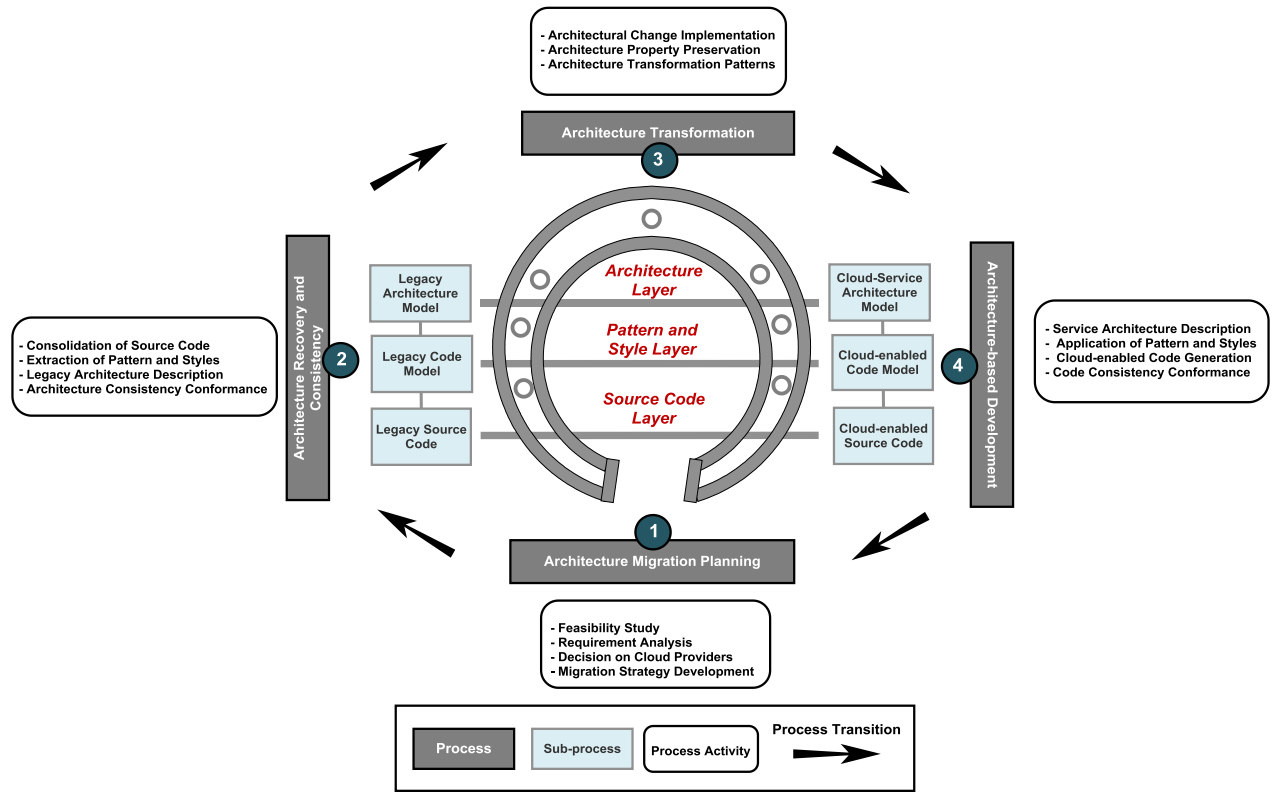 - Architectural Change Implementation
- Architecture Property Preservation
- Architecture Transformation Patterns
Architecture Transformation
3
Architecture Recovery and
Consistency
2
- Consolidation of Source Code
- Extraction of Pattern and Styles
- Legacy Architecture Description
- Architecture Consistency Conformance
Legacy
Architecture
Model
Legacy Code
Model
Legacy Source
Code
Architecture
Layer
Pattern and
Style Layer
Source Code
Layer
Cloud-Service
Architecture
Model
Cloud-enabled
Code Model
Cloud-enabled
Source Code
4
Architecture-based Development
- Service Architecture Description
- Application of Pattern and Styles
- Cloud-enabled Code Generation
- Code Consistency Conformance
1
Architecture Migration Planning
- Feasibility Study
- Requirement Analysis
- Decision on Cloud Providers
- Migration Strategy Development
Process
Sub-process
Process Activity
Process Transition